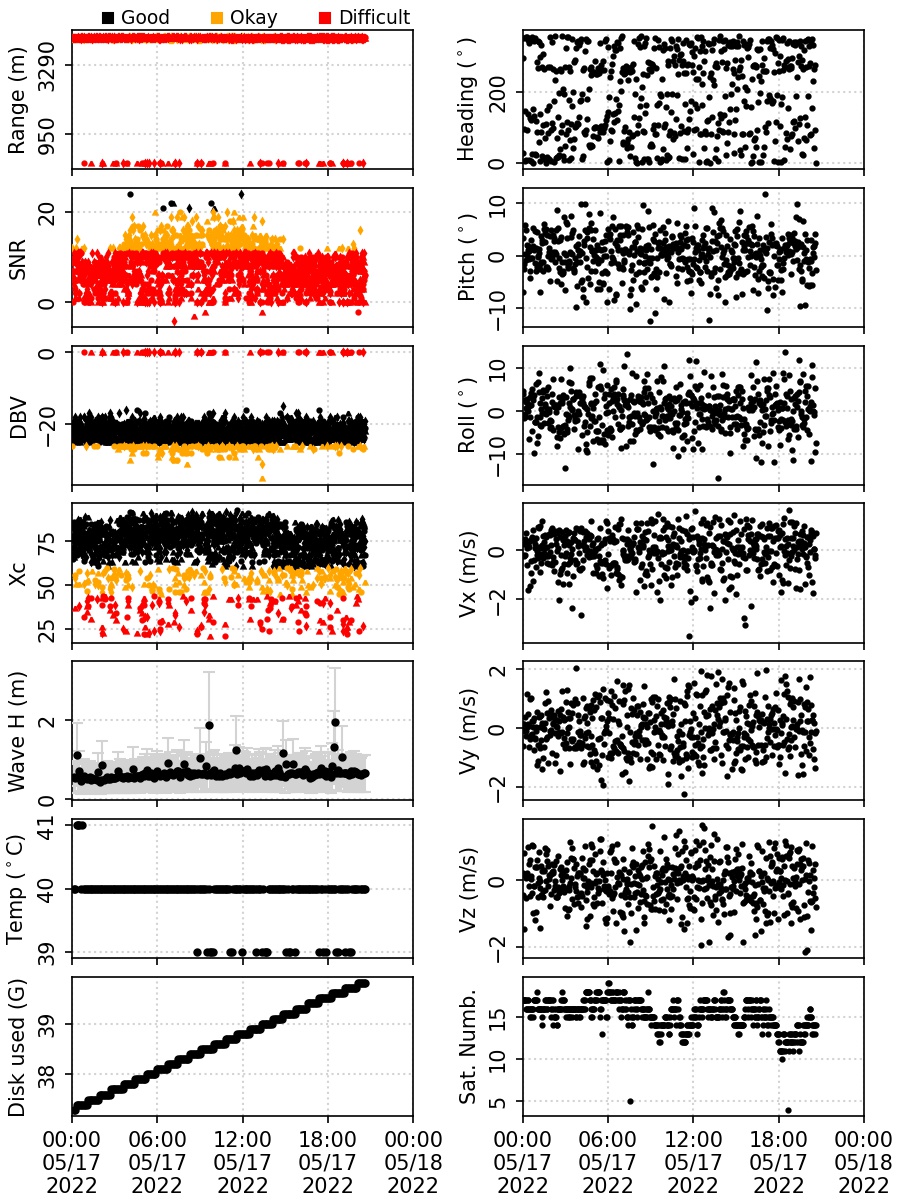 Good Okay Difficult
Range (m)
3290
950
Heading (°)
200
0
SNR
20
0
Pitch (°)
10
0
−10
DBV
0
−20
Roll (°)
10
0
−10
Xc
75
50
25
Vx (m/s)
0
−2
Wave H (m)
2
0
Vy (m/s)
2
0
−2
Temp (°C)
41
40
39
Vz (m/s)
0
−2
Disk used (G)
39
38
Sat. Numb.
15
10
5
00:00 06:00 12:00 18:00 00:00
05/17 05/17 05/17 05/17 05/18
2022 2022 2022 2022 2022
00:00 06:00 12:00 18:00 00:00
05/17 05/17 05/17 05/17 05/18
2022 2022 2022 2022 2022